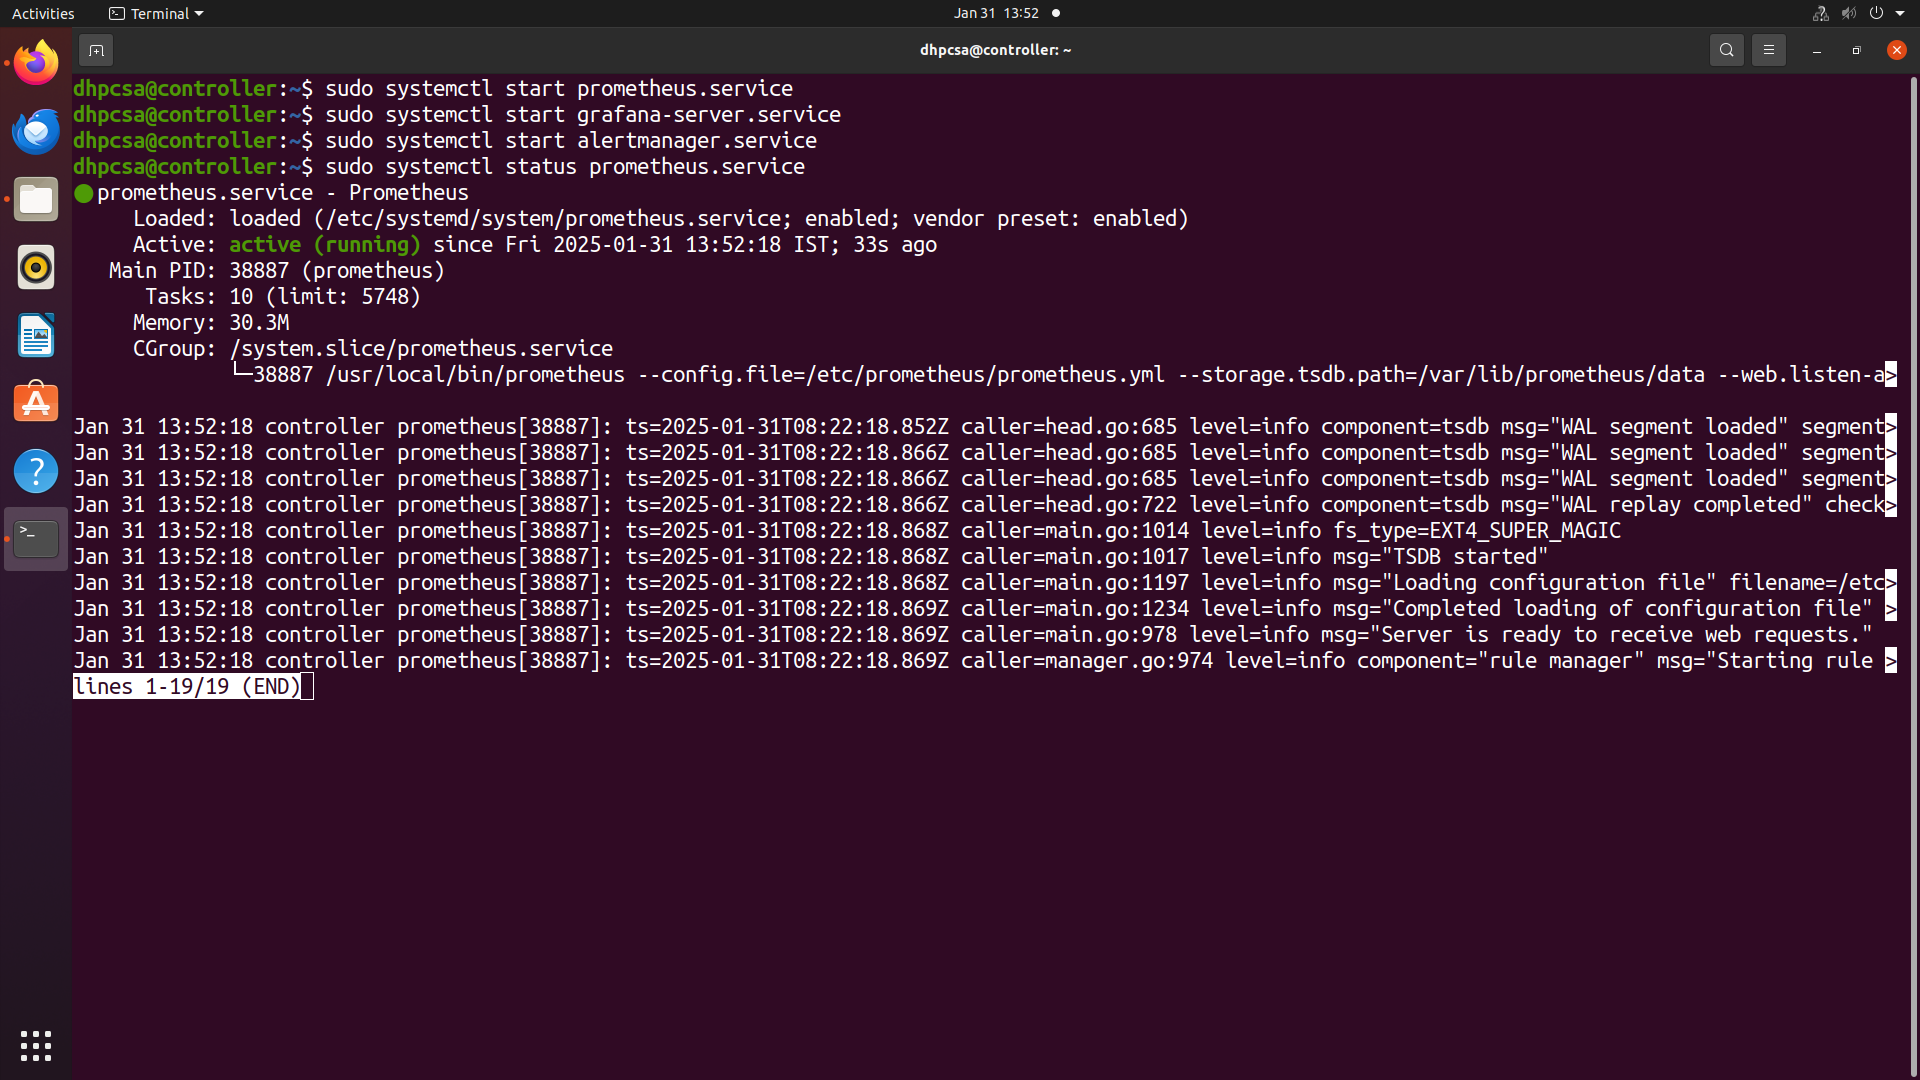 Activities Terminal Jan 31 13:52
dhpcsa@controller: ~
dhpcsa@controller:~$ sudo systemctl start prometheus.service
dhpcsa@controller:~$ sudo systemctl start grafana-server.service
dhpcsa@controller:~$ sudo systemctl start alertmanager.service
dhpcsa@controller:~$ sudo systemctl status prometheus.service
● prometheus.service - Prometheus
Loaded: loaded (/etc/systemd/system/prometheus.service; enabled; vendor preset: enabled)
Active: active (running) since Fri 2025-01-31 13:52:18 IST; 33s ago
Main PID: 38887 (prometheus)
Tasks: 10 (limit: 5748)
Memory: 30.3M
CGroup: /system.slice/prometheus.service
└─38887 /usr/local/bin/prometheus --config.file=/etc/prometheus/prometheus.yml --storage.tsdb.path=/var/lib/prometheus/data --web.listen-a>
Jan 31 13:52:18 controller prometheus[38887]: ts=2025-01-31T08:22:18.852Z caller=head.go:685 level=info component=tsdb msg="WAL segment loaded" segment>
Jan 31 13:52:18 controller prometheus[38887]: ts=2025-01-31T08:22:18.866Z caller=head.go:685 level=info component=tsdb msg="WAL segment loaded" segment>
Jan 31 13:52:18 controller prometheus[38887]: ts=2025-01-31T08:22:18.866Z caller=head.go:685 level=info component=tsdb msg="WAL segment loaded" segment>
Jan 31 13:52:18 controller prometheus[38887]: ts=2025-01-31T08:22:18.866Z caller=head.go:722 level=info component=tsdb msg="WAL replay completed" check>
Jan 31 13:52:18 controller prometheus[38887]: ts=2025-01-31T08:22:18.868Z caller=main.go:1014 level=info fs_type=EXT4_SUPER_MAGIC
Jan 31 13:52:18 controller prometheus[38887]: ts=2025-01-31T08:22:18.868Z caller=main.go:1017 level=info msg="TSDB started"
Jan 31 13:52:18 controller prometheus[38887]: ts=2025-01-31T08:22:18.868Z caller=main.go:1197 level=info msg="Loading configuration file" filename=/etc>
Jan 31 13:52:18 controller prometheus[38887]: ts=2025-01-31T08:22:18.869Z caller=main.go:1234 level=info msg="Completed loading of configuration file" >
Jan 31 13:52:18 controller prometheus[38887]: ts=2025-01-31T08:22:18.869Z caller=main.go:978 level=info msg="Server is ready to receive web requests."
Jan 31 13:52:18 controller prometheus[38887]: ts=2025-01-31T08:22:18.869Z caller=manager.go:974 level=info component="rule manager" msg="Starting rule >
lines 1-19/19 (END)